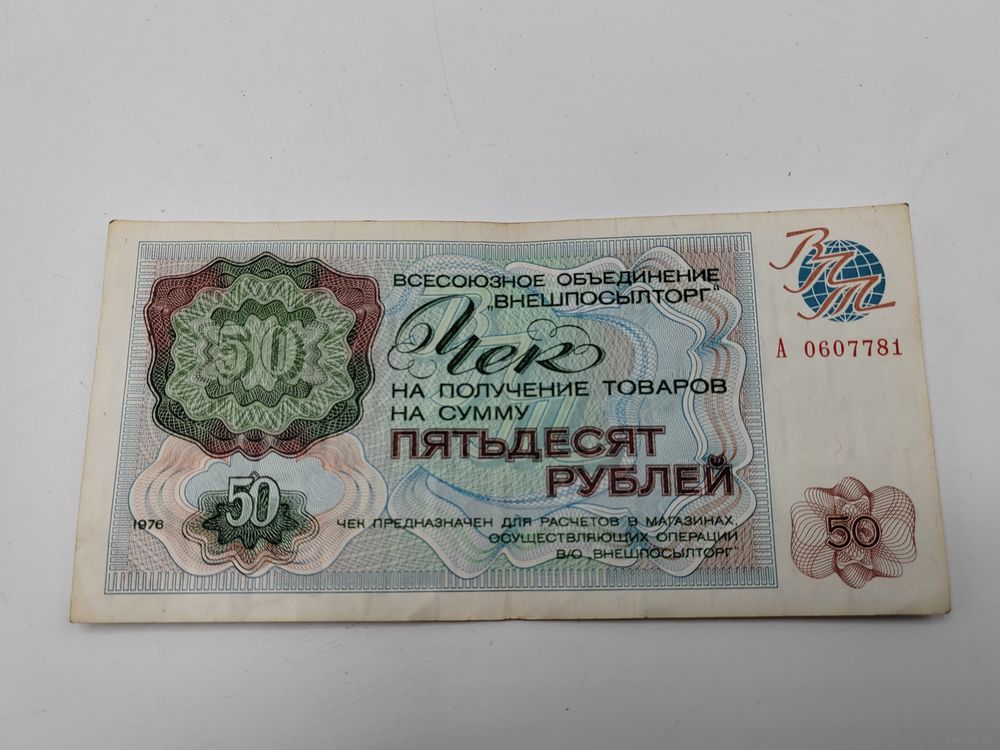 ВПТ
А 0607781
50
ВСЕСОЮЗНОЕ ОБЪЕДИНЕНИЕ
„ВНЕШПОСЫЛТОРГ"
Чек
НА ПОЛУЧЕНИЕ ТОВАРОВ
НА СУММУ
ПЯТЬДЕСЯТ
РУБЛЕЙ
50
1976
ЧЕК ПРЕДНАЗНАЧЕН ДЛЯ РАСЧЕТОВ В МАГАЗИНАХ,
ОСУЩЕСТВЛЯЮЩИХ ОПЕРАЦИИ
В/О „ВНЕШПОСЫЛТОРГ"
50